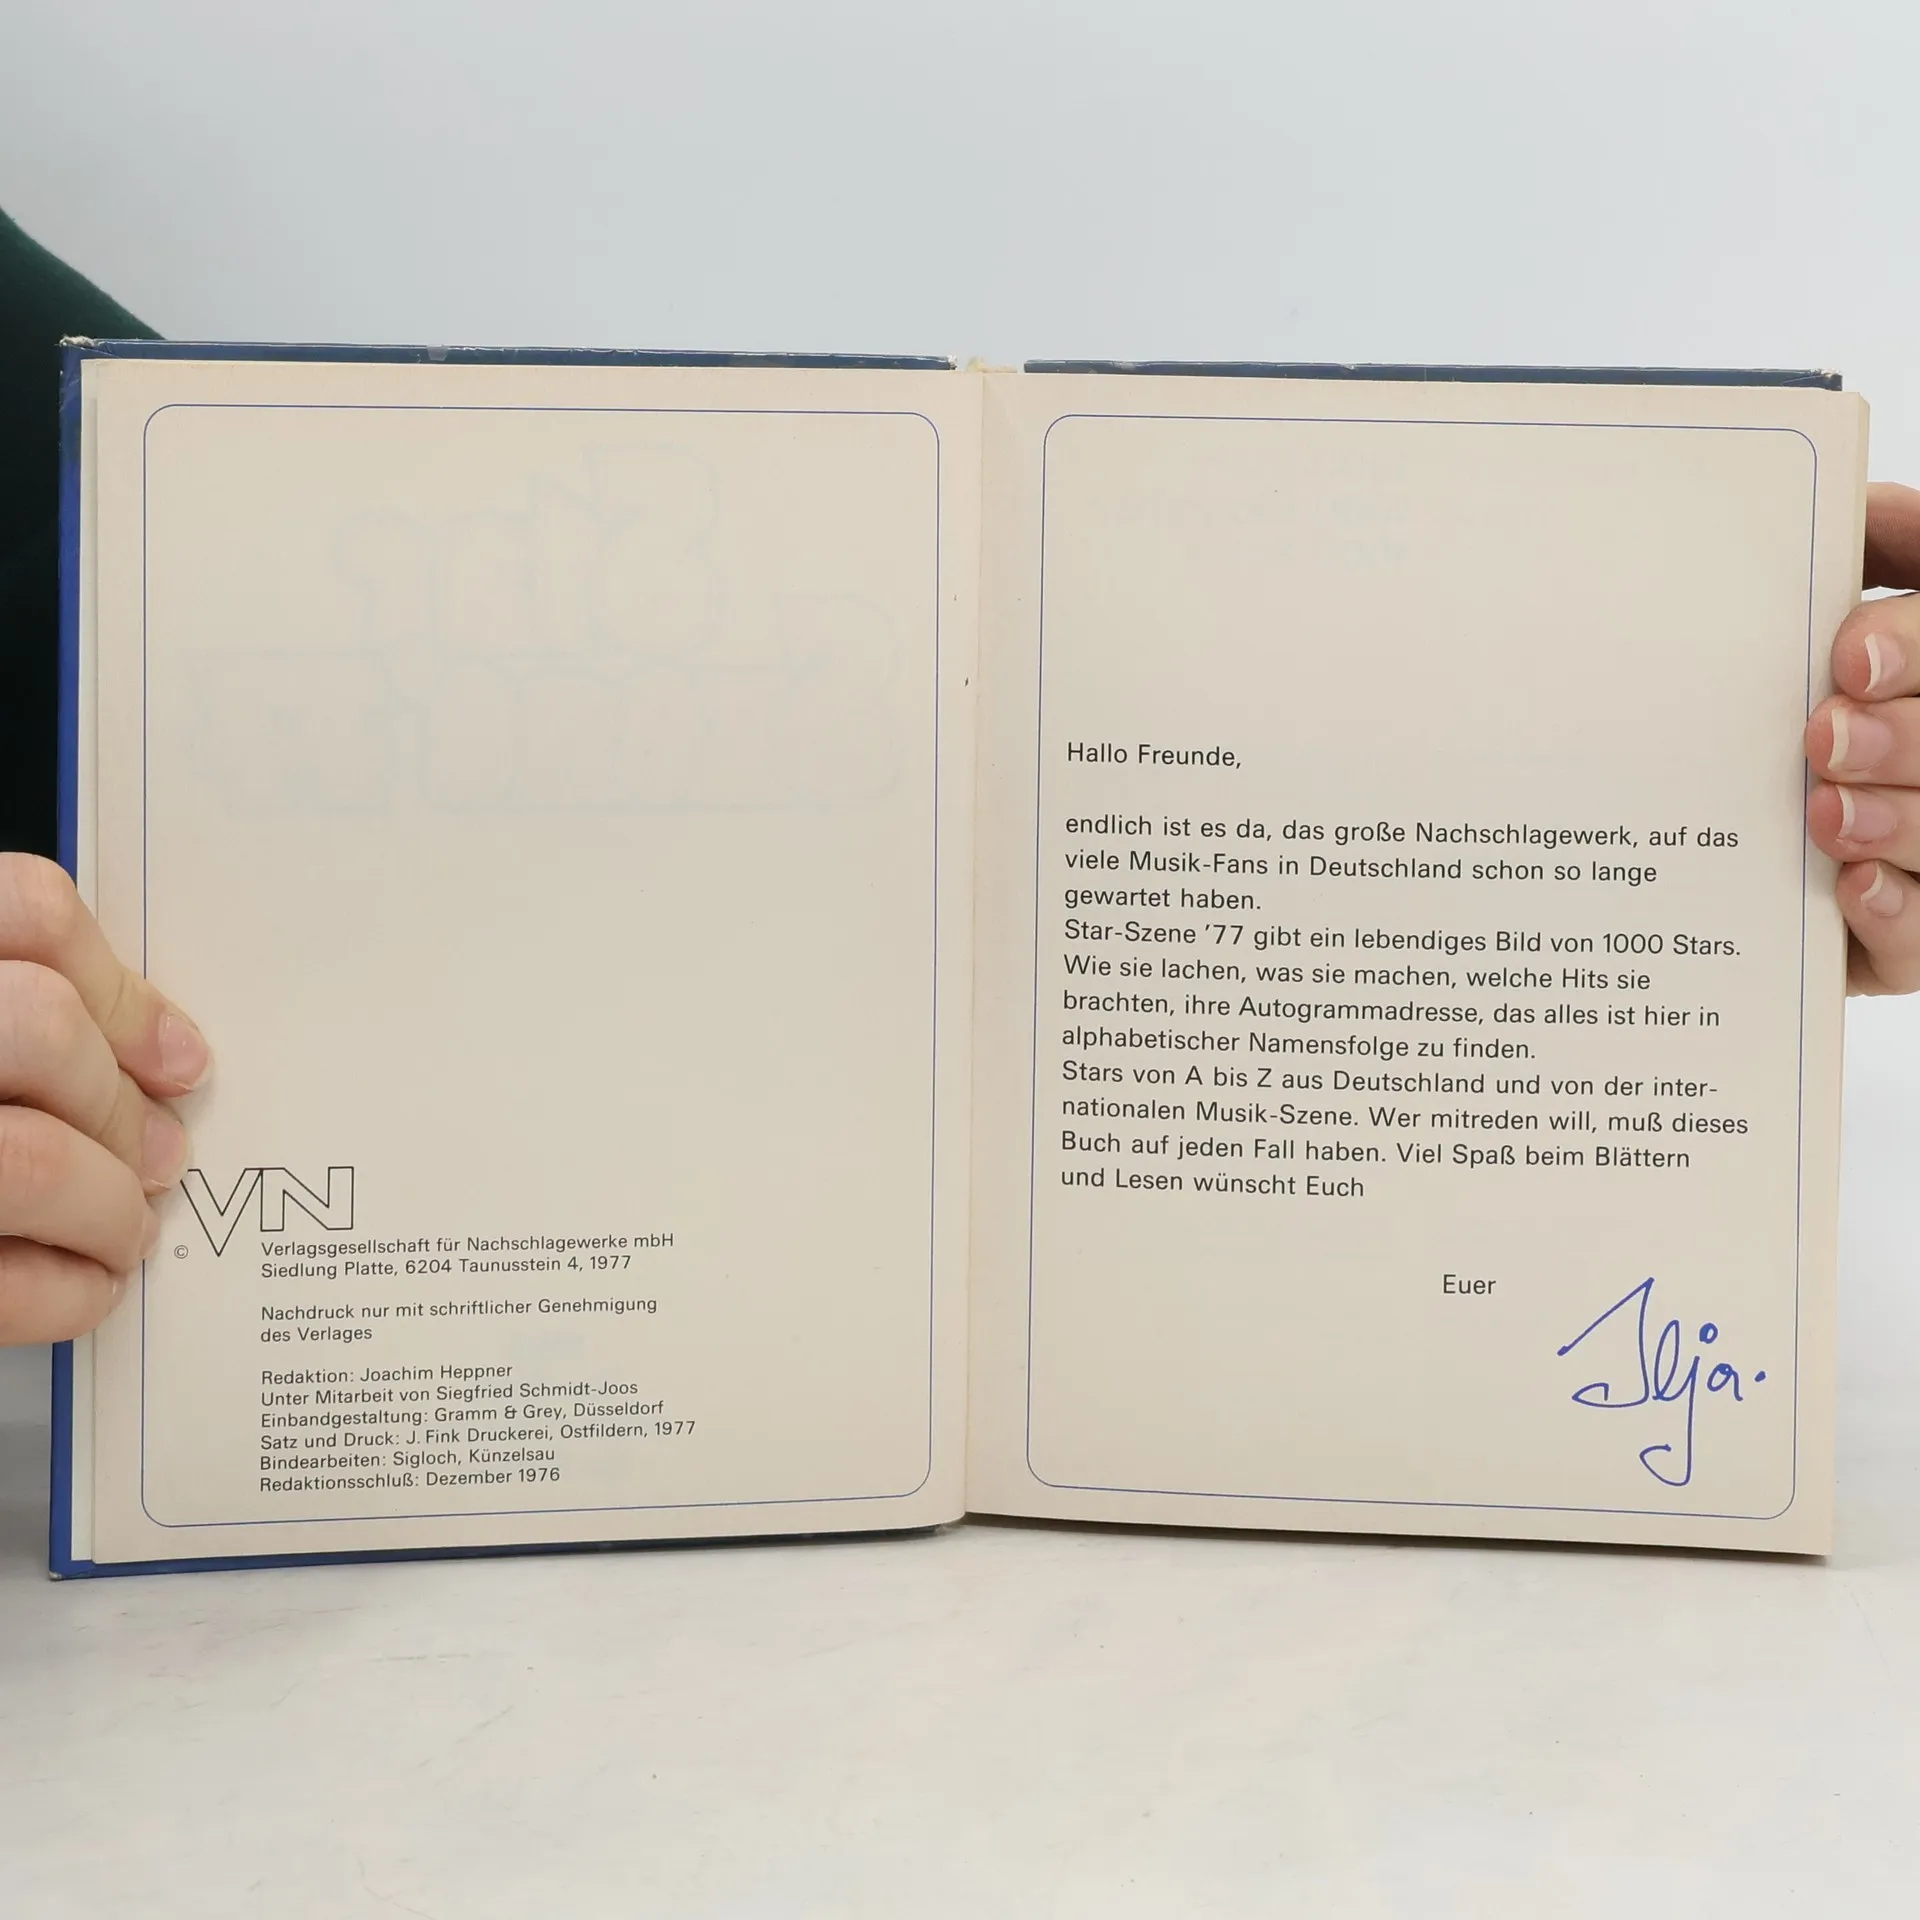 VN
©
Verlagsgesellschaft für Nachschlagewerke mbH
Siedlung Platte, 6204 Taunusstein 4, 1977
Nachdruck nur mit schriftlicher Genehmigung
des Verlages
Redaktion: Joachim Heppner
Unter Mitarbeit von Siegfried Schmidt-Joos
Einbandgestaltung: Gramm & Grey, Düsseldorf
Satz und Druck: J. Fink Druckerei, Ostfildern, 1977
Bindearbeiten: Sigloch, Künzelsau
Redaktionsschluß: Dezember 1976
Hallo Freunde,
endlich ist es da, das große Nachschlagewerk, auf das
viele Musik-Fans in Deutschland schon so lange
gewartet haben.
Star-Szene ’77 gibt ein lebendiges Bild von 1000 Stars.
Wie sie lachen, was sie machen, welche Hits sie
brachten, ihre Autogrammadresse, das alles ist hier in
alphabetischer Namensfolge zu finden.
Stars von A bis Z aus Deutschland und von der inter-
nationalen Musik-Szene. Wer mitreden will, muß dieses
Buch auf jeden Fall haben. Viel Spaß beim Blättern
und Lesen wünscht Euch
Euer
Ilja.